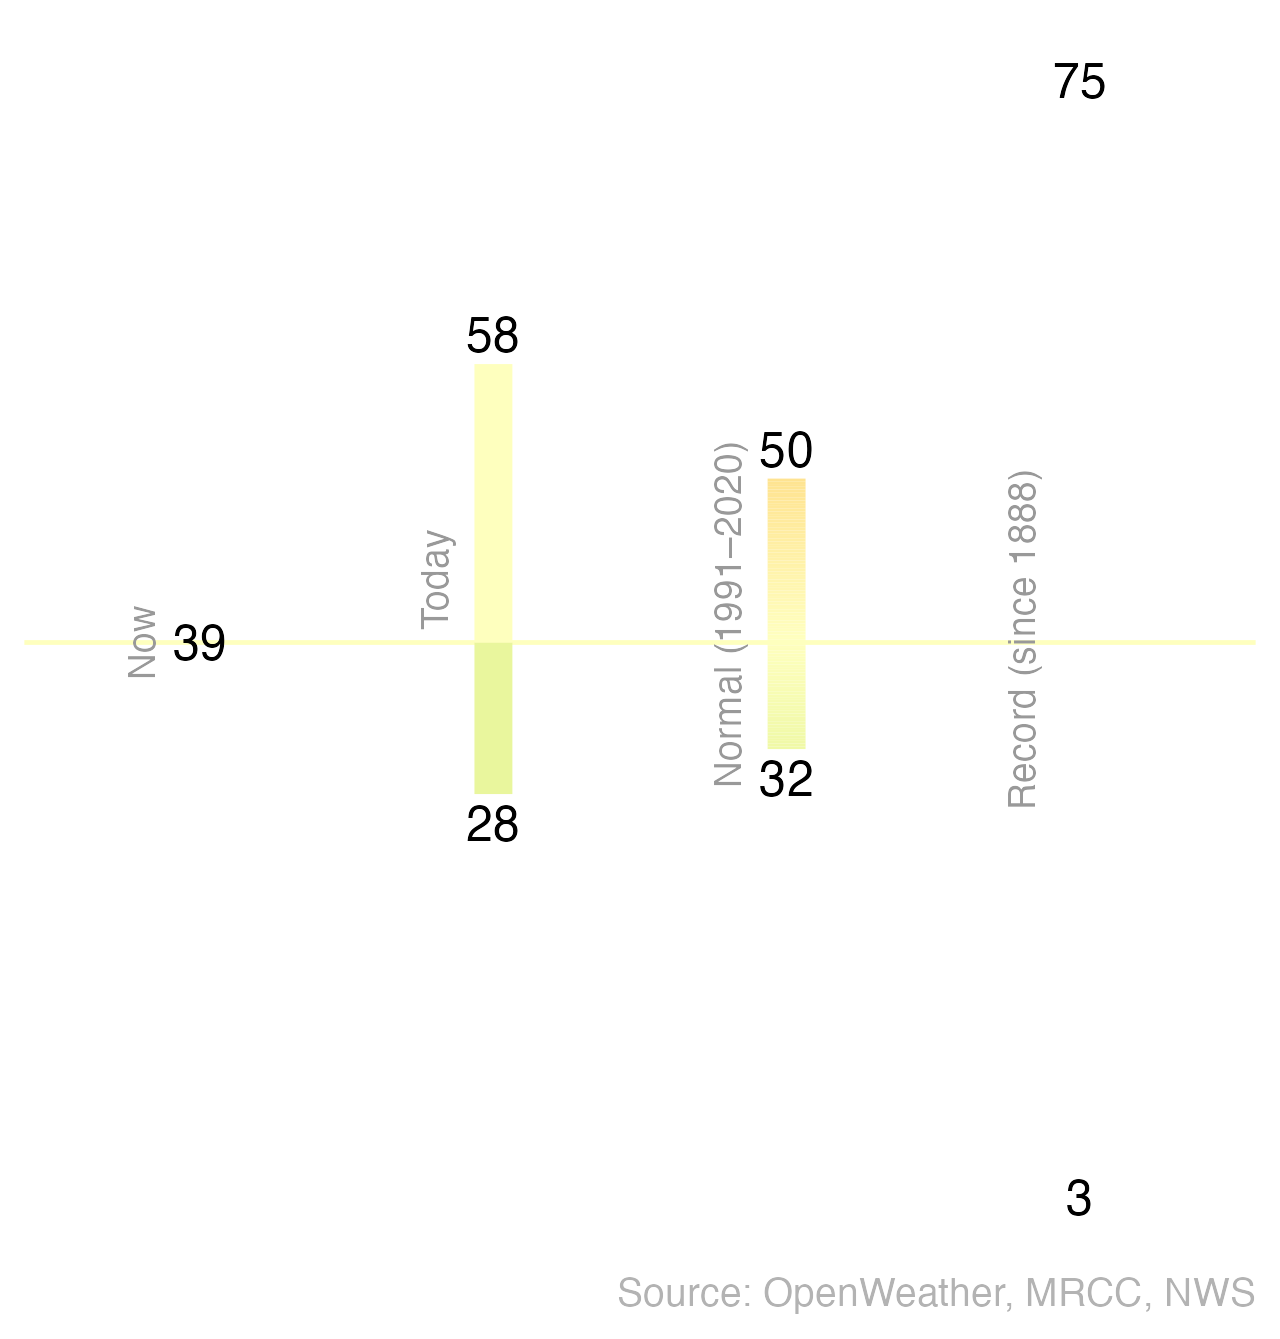 75
58
50
Now
39
Today
Normal (1991–2020)
Record (since 1888)
32
28
3
Source: OpenWeather, MRCC, NWS